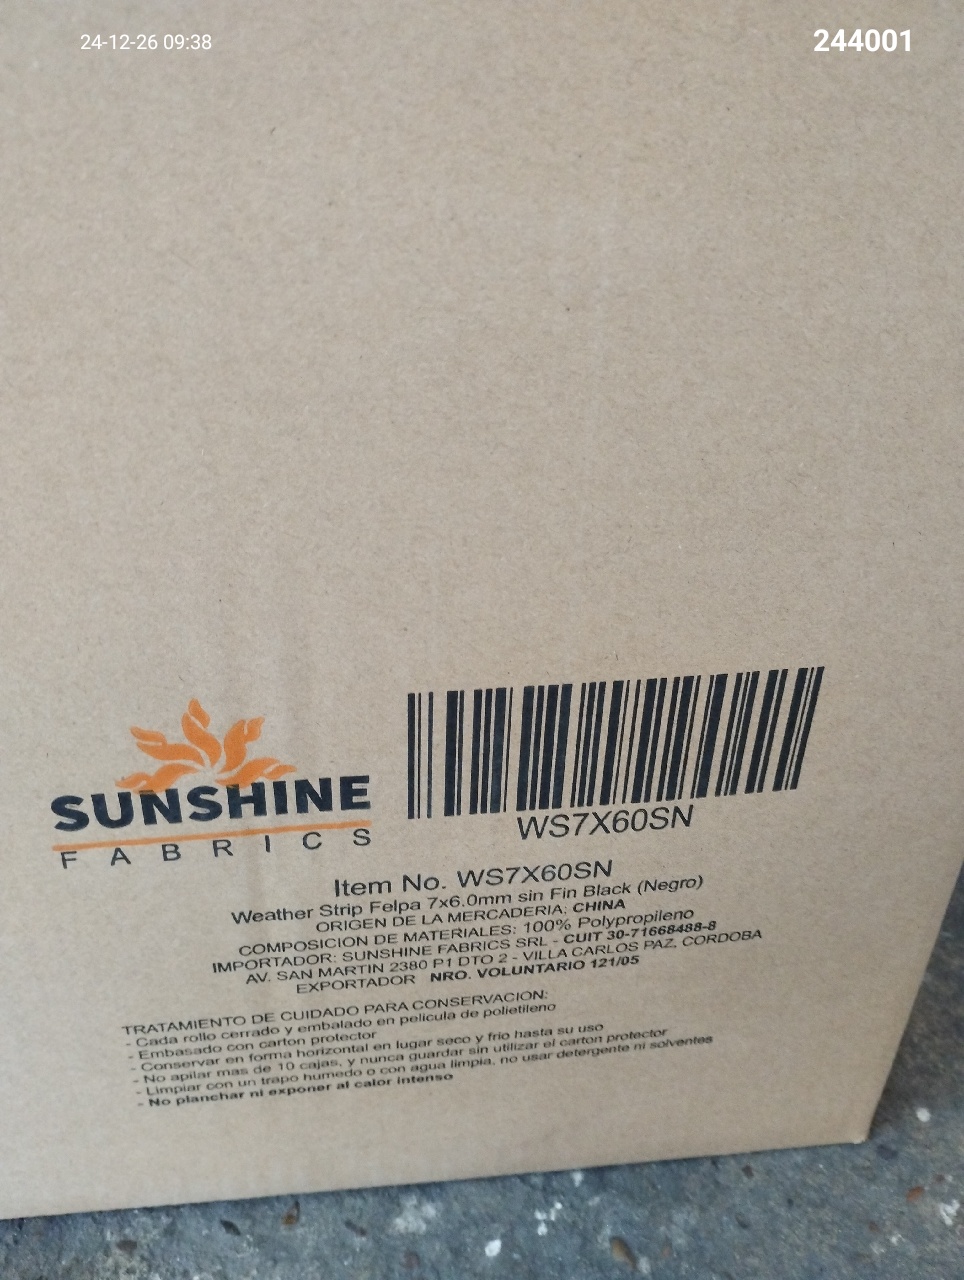 24-12-26 09:38
244001
SUNSHINE
FABRICS
WS7X60SN
Item No. WS7X60SN
Weather Strip Felpa 7x6.0mm sin Fin Black (Negro)
ORIGEN DE LA MERCADERIA: CHINA
COMPOSICION DE MATERIALES: 100% Polypropileno
IMPORTADOR: SUNSHINE FABRICS SRL - CUIT 30-71668488-8
AV. SAN MARTIN 2380 P1 DTO 2 - VILLA CARLOS PAZ, CORDOBA
EXPORTADOR NRO. VOLUNTARIO 121/05
TRATAMIENTO DE CUIDADO PARA CONSERVACION:
- Cada rollo cerrado y embalado en pelicula de polietileno
- Embasado con carton protector
- Conservar en forma horizontal en lugar seco y frio hasta su uso
- No apilar mas de 10 cajas, y nunca guardar sin utilizar el carton protector
- Limpiar con un trapo humedo o con agua limpia, no usar detergente ni solventes
- No planchar ni exponer al calor intenso